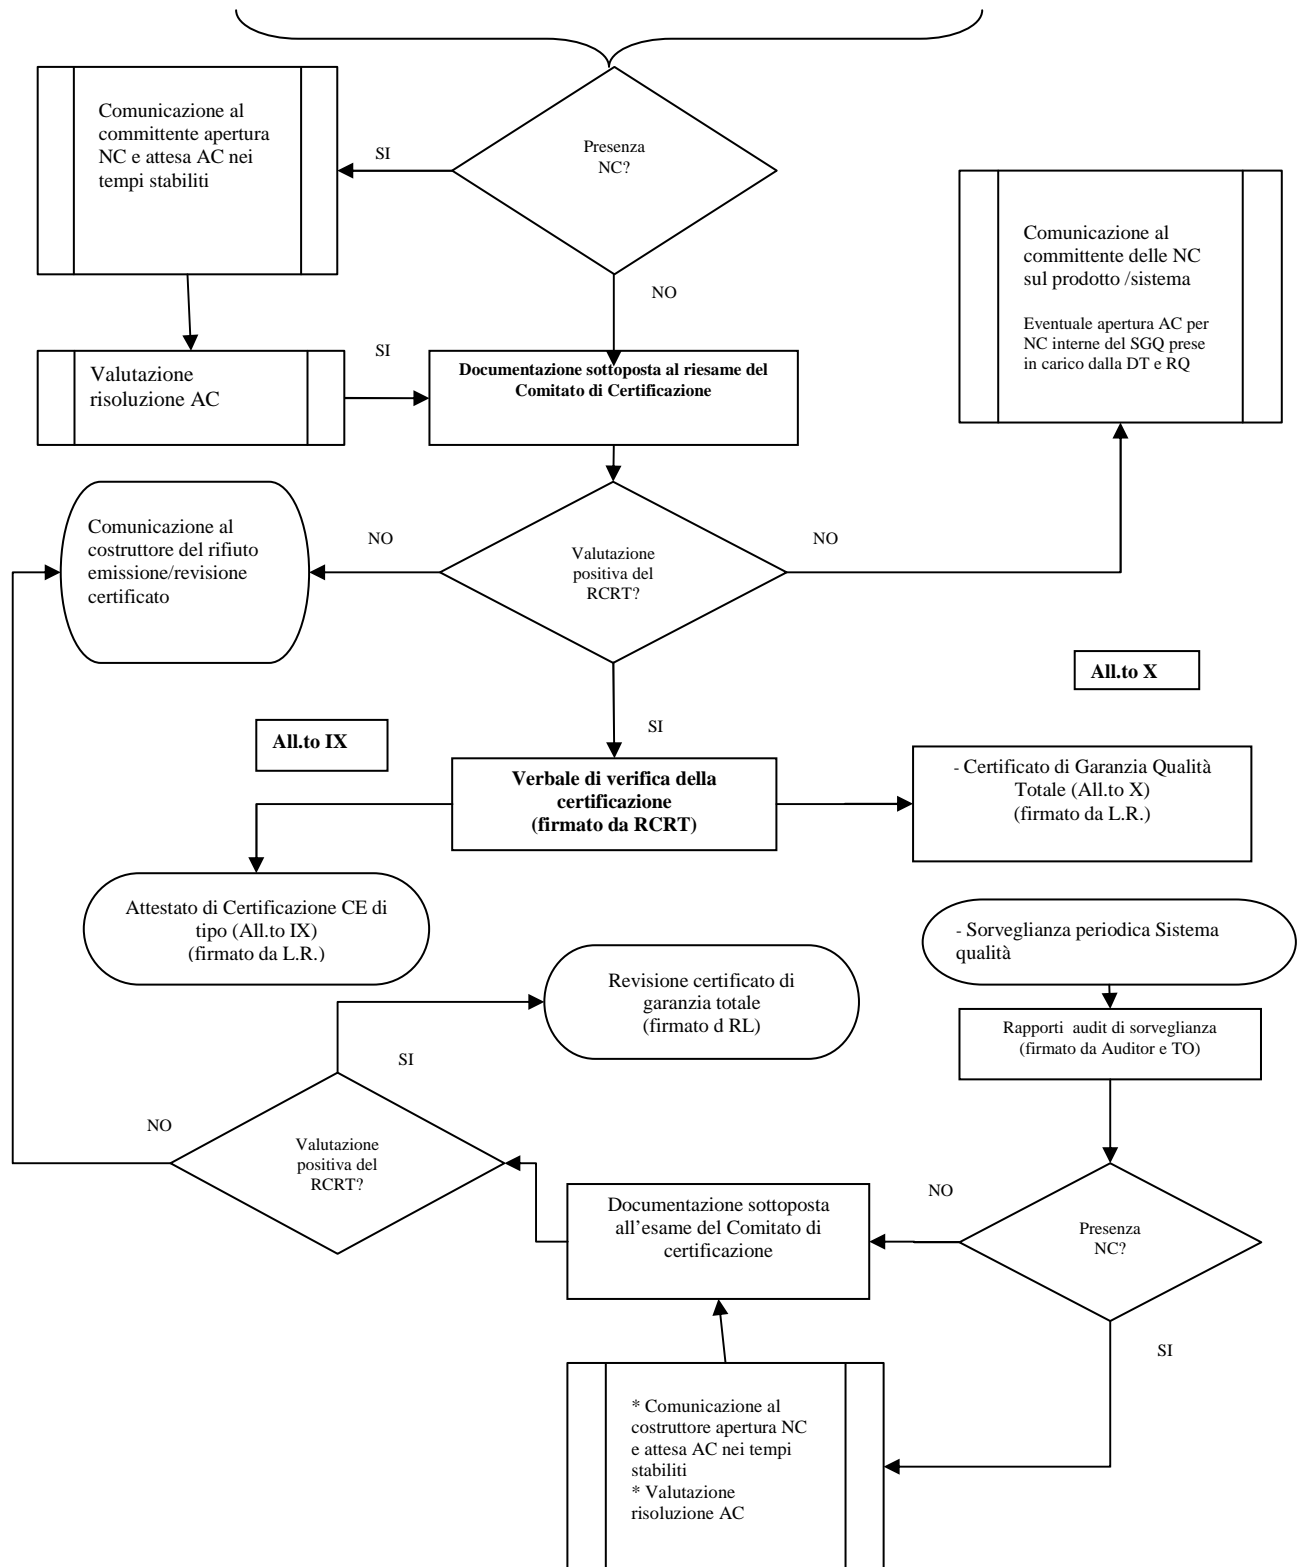 Comunicazione al
committente apertura
NC e attesa AC nei
tempi stabiliti
SI
Presenza
NC?
NO
Comunicazione al
committente delle NC
sul prodotto /sistema
Eventuale apertura AC per
NC interne del SGQ prese
in carico dalla DT e RQ
Valutazione
risoluzione AC
SI
Documentazione sottoposta al riesame del
Comitato di Certificazione
Comunicazione al
costruttore del rifiuto
emissione/revisione
certificato
NO
Valutazione
positiva del
RCRT?
NO
All.to X
SI
All.to IX
Verbale di verifica della
certificazione
(firmato da RCRT)
- Certificato di Garanzia Qualità
Totale (All.to X)
(firmato da L.R.)
Attestato di Certificazione CE di
tipo (All.to IX)
(firmato da L.R.)
- Sorveglianza periodica Sistema
qualità
Revisione certificato di
garanzia totale
(firmato d RL)
Rapporti audit di sorveglianza
(firmato da Auditor e TO)
SI
NO
Valutazione
positiva del
RCRT?
Documentazione sottoposta
all’esame del Comitato di
certificazione
NO
Presenza
NC?
SI
* Comunicazione al
costruttore apertura NC
e attesa AC nei tempi
stabiliti
* Valutazione
risoluzione AC